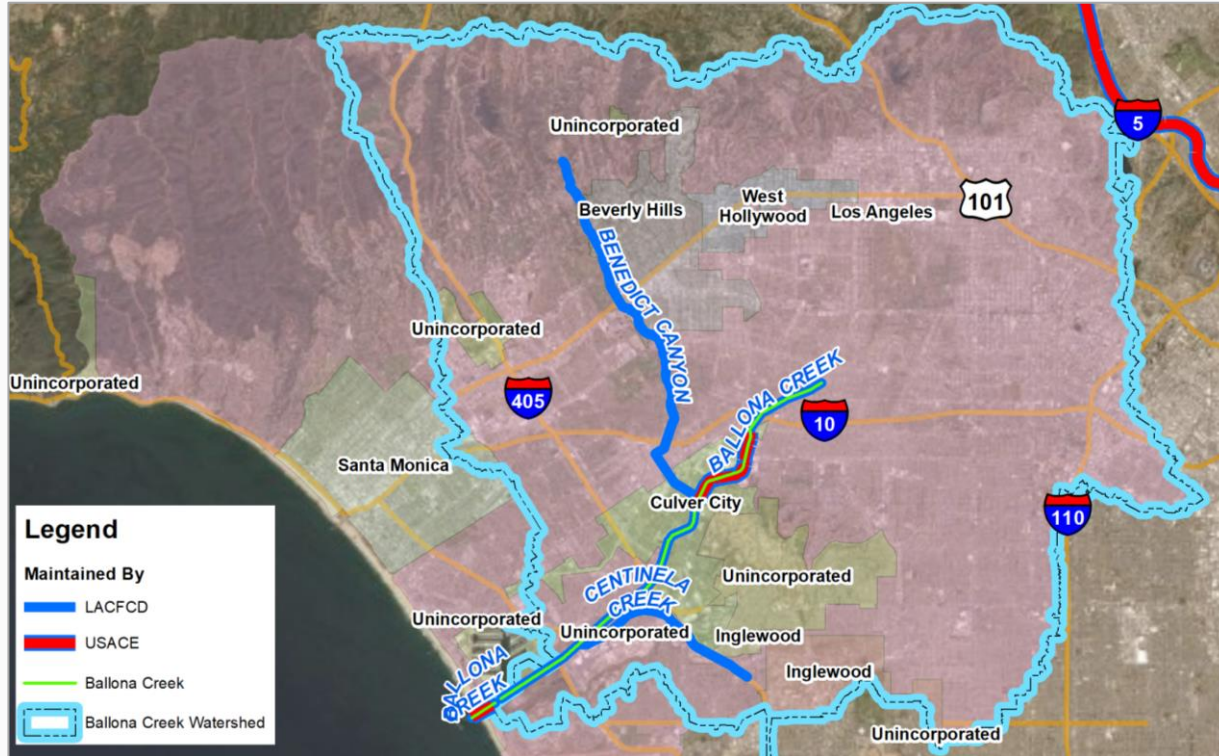 Unincorporated
5
Beverly Hills
West
Hollywood
Los Angeles
101
BENEDICT CANYON
Unincorporated
Unincorporated
405
BALLONA CREEK
10
Santa Monica
Culver City
110
CENTINELA
CREEK
Unincorporated
Unincorporated
Unincorporated
Inglewood
Inglewood
BALLONA
CREEK
Unincorporated
Legend
Maintained By
LACFCD
USACE
Ballona Creek
Ballona Creek Watershed